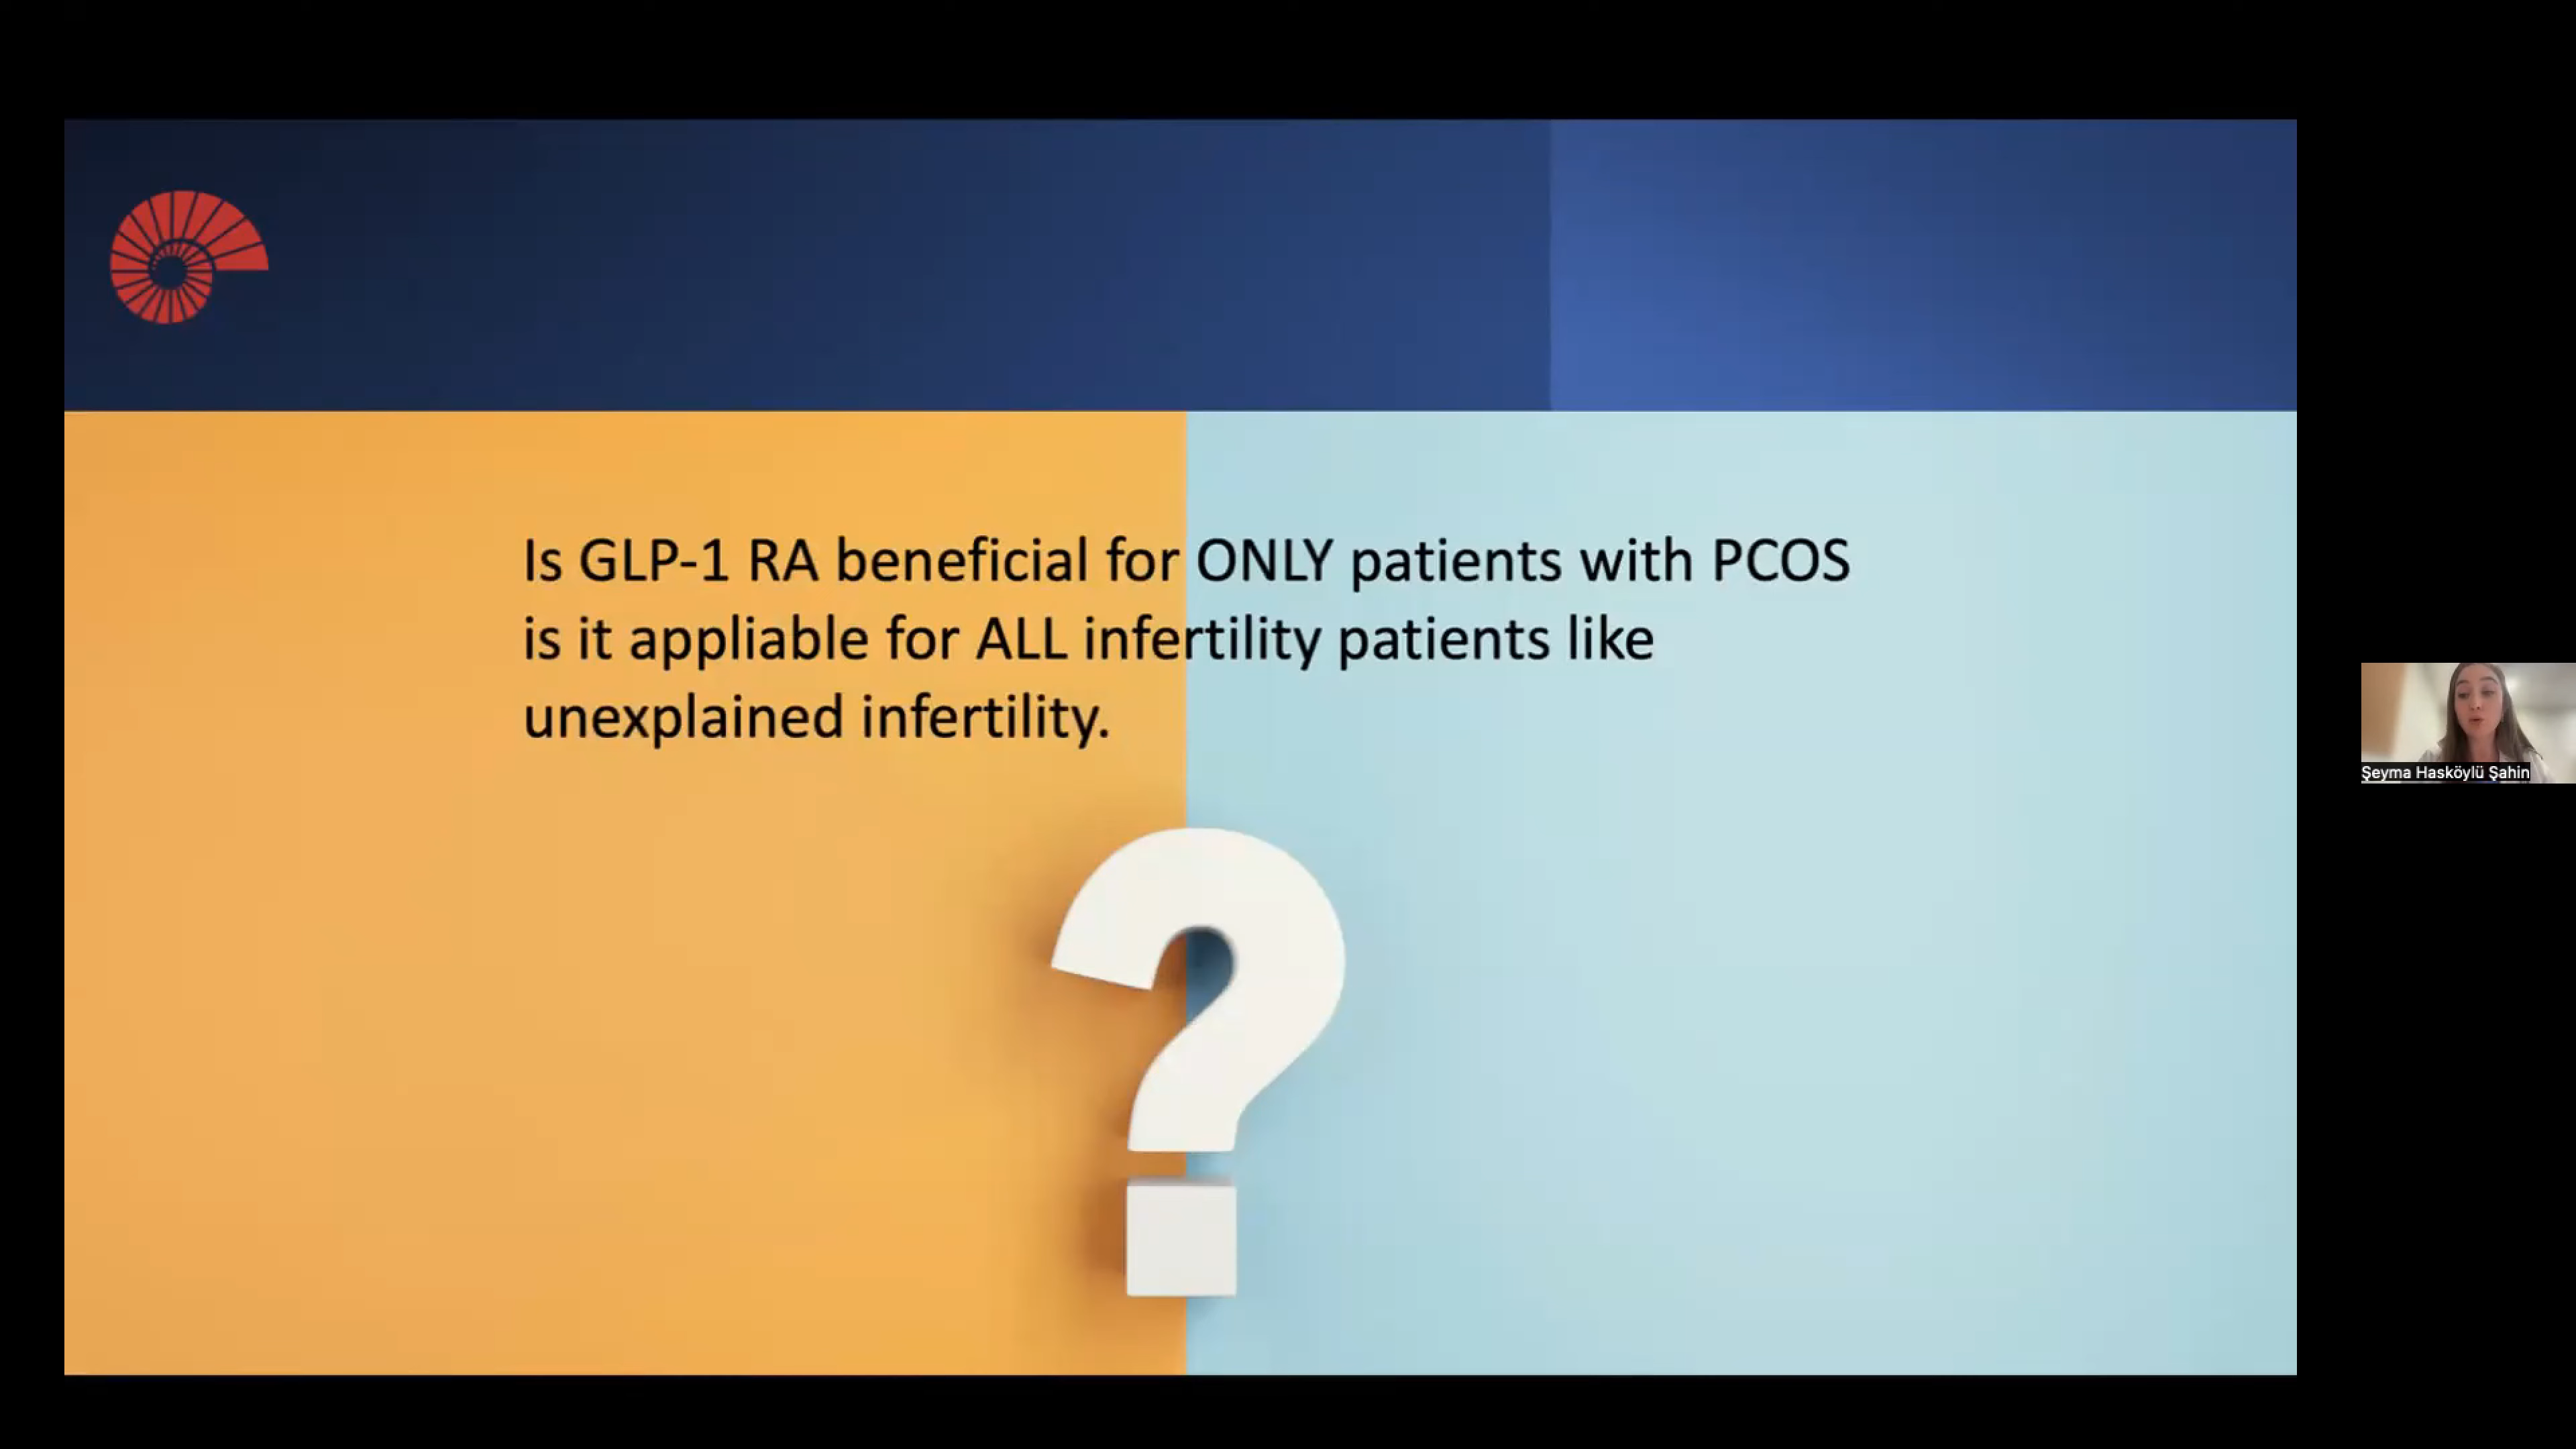 Is GLP-1 RA beneficial for ONLY patients with PCOS
is it appliable for ALL infertility patients like
unexplained infertility.
?
Şeyma Hasköylü Şahin